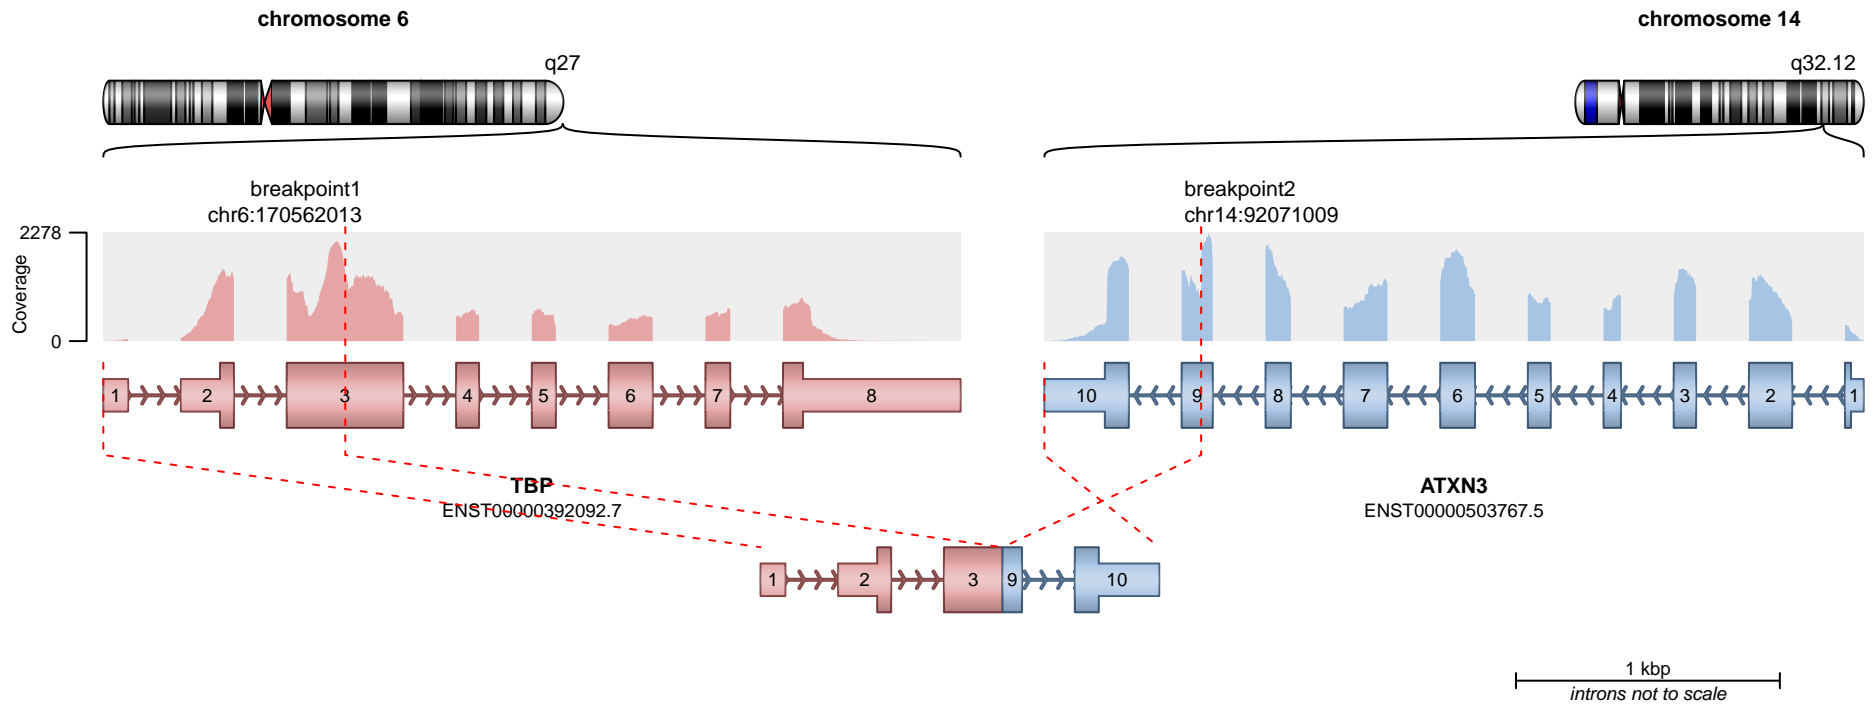 chromosome 6
chromosome 14
q27
q32.12
breakpoint1
chr6:170562013
breakpoint2
chr14:92071009
2278
0
Coverage
1 2 3 4 5 6 7 8
10 9 8 7 6 5 4 3 2 1
TBP
ENST00000392092.7
ATXN3
ENST00000503767.5
1 2 3 9 10
1 kbp
introns not to scale